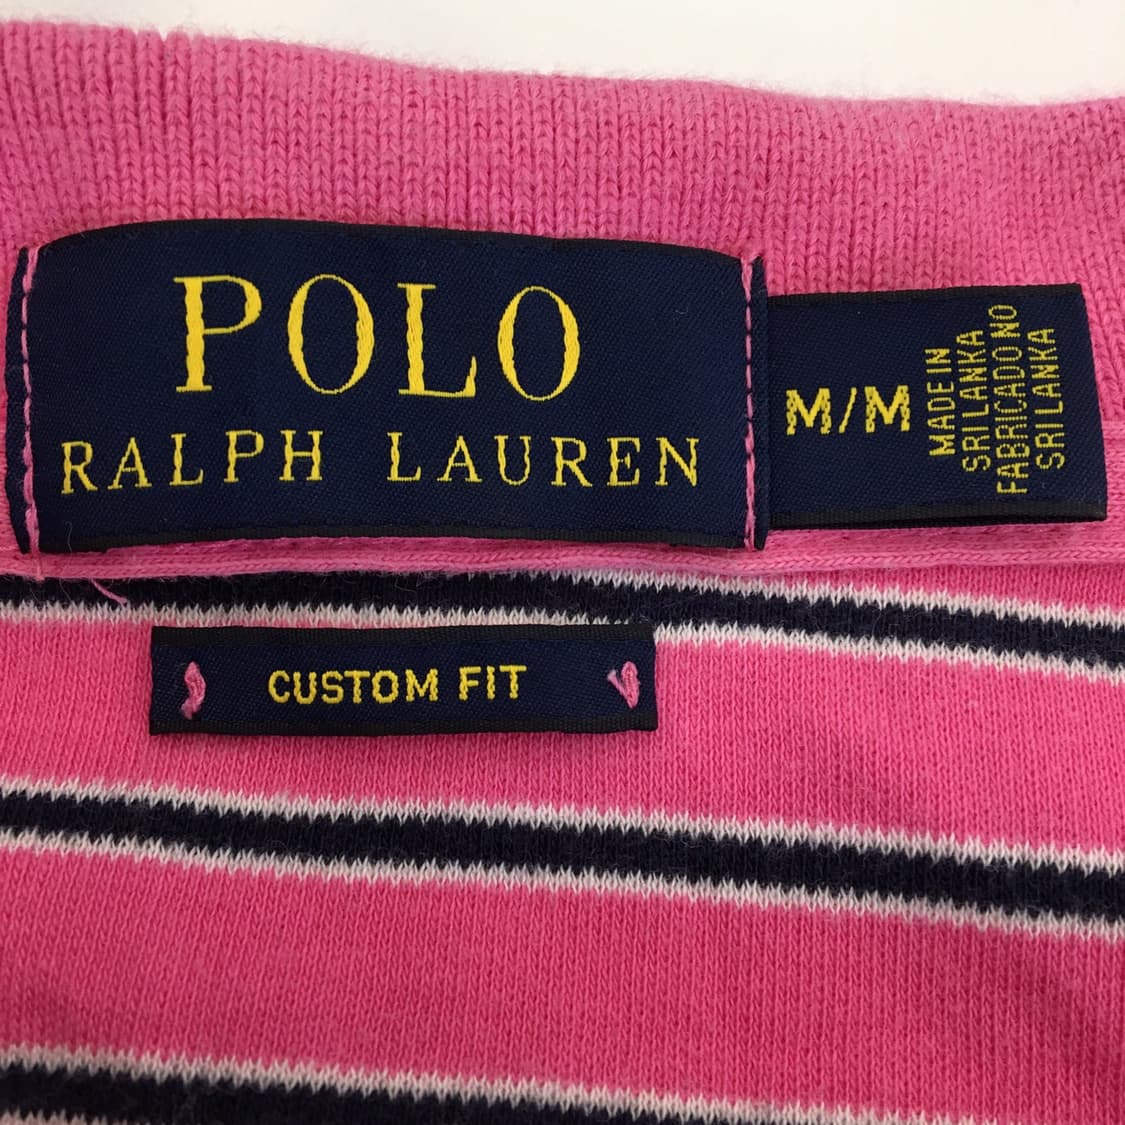 POLO
RALPH LAUREN
M/M
MADE IN
SRI LANKA
FABRICADO NO
SRI LANKA
CUSTOM FIT